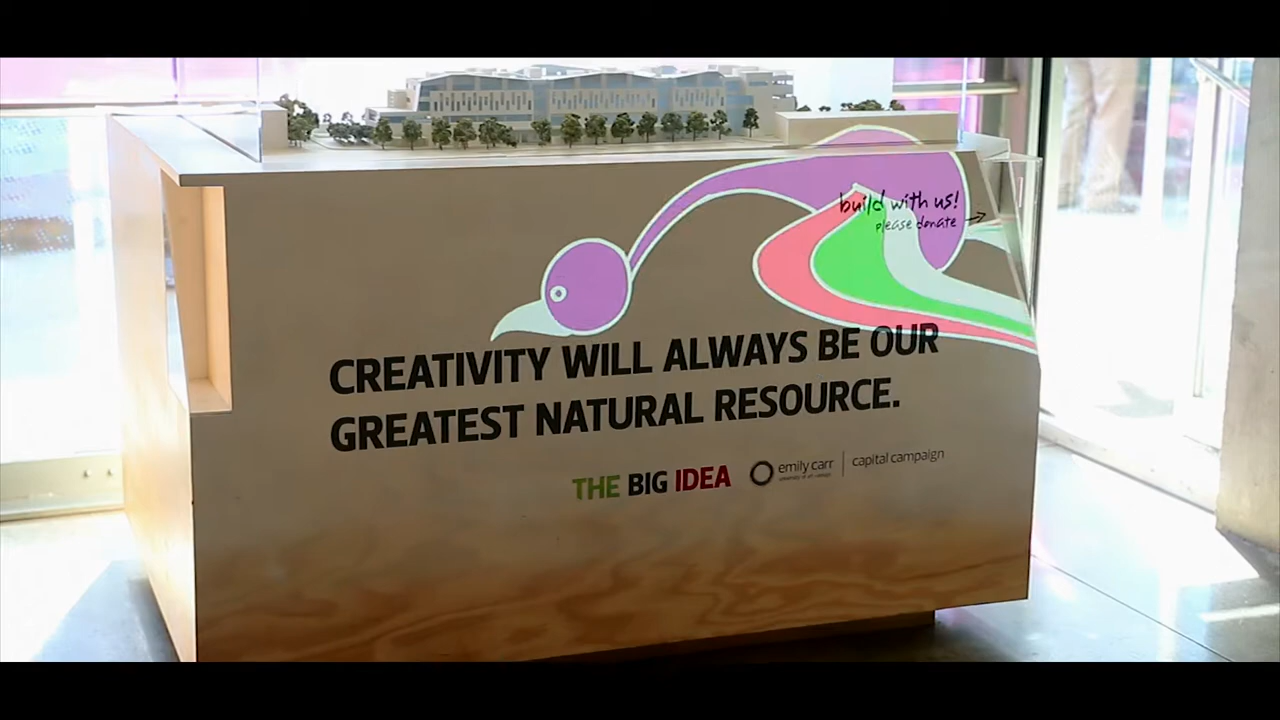 build with us!
please donate
CREATIVITY WILL ALWAYS BE OUR
GREATEST NATURAL RESOURCE.
THE BIG IDEA
emily carr
capital campaign